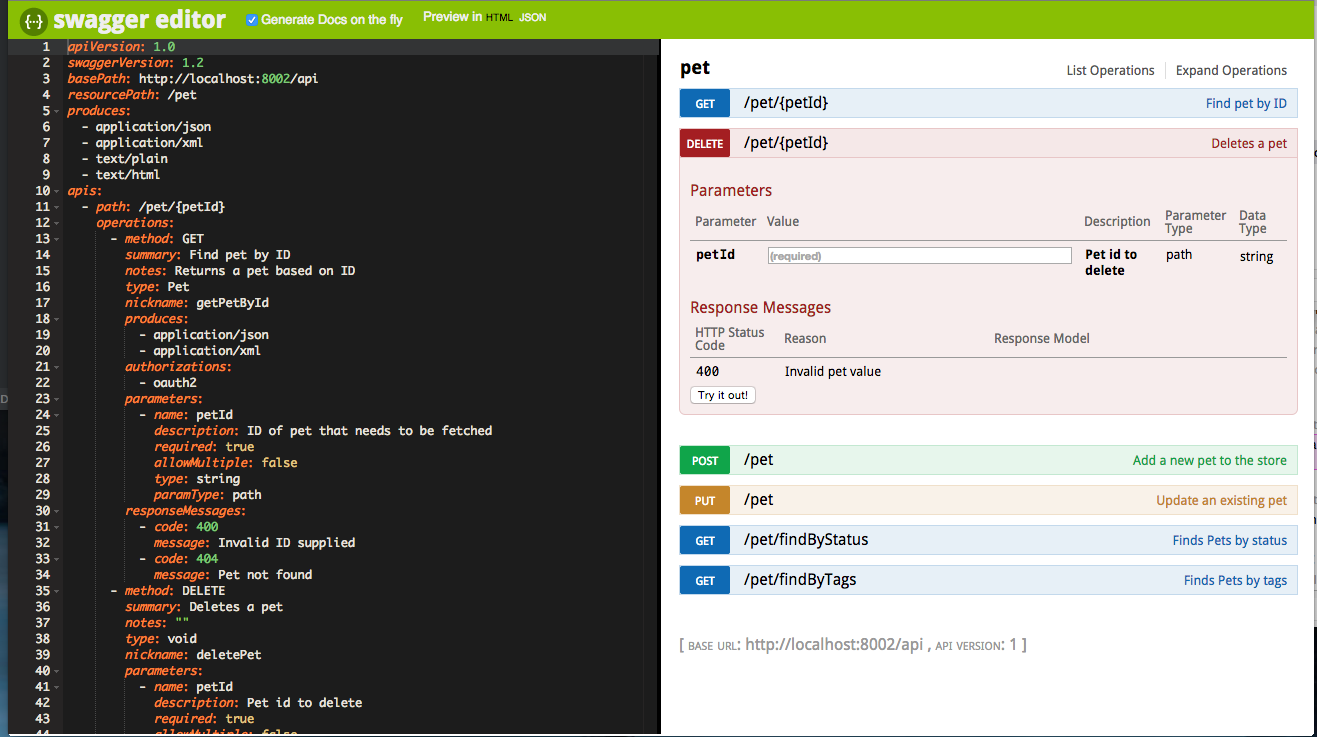 {··} swagger editor Generate Docs on the fly Preview in HTML JSON
1 apiVersion: 1.0
2 swaggerVersion: 1.2
3 basePath: http://localhost:8002/api
4 resourcePath: /pet
5 produces:
6 - application/json
7 - application/xml
8 - text/plain
9 - text/html
10 apis:
11 - path: /pet/{petId}
12 operations:
13 - method: GET
14 summary: Find pet by ID
15 notes: Returns a pet based on ID
16 type: Pet
17 nickname: getPetById
18 produces:
19 - application/json
20 - application/xml
21 authorizations:
22 - oauth2
23 parameters:
24 - name: petId
25 description: ID of pet that needs to be fetched
26 required: true
27 allowMultiple: false
28 type: string
29 paramType: path
30 responseMessages:
31 - code: 400
32 message: Invalid ID supplied
33 - code: 404
34 message: Pet not found
35 - method: DELETE
36 summary: Deletes a pet
37 notes: ""
38 type: void
39 nickname: deletePet
40 parameters:
41 - name: petId
42 description: Pet id to delete
43 required: true
44 allowMultiple: false
pet List Operations Expand Operations
GET /pet/{petId} Find pet by ID
DELETE /pet/{petId} Deletes a pet
Parameters
Parameter Value Description Parameter Type Data Type
petId (required) Pet id to delete path string
Response Messages
HTTP Status Code Reason Response Model
400 Invalid pet value
Try it out!
POST /pet Add a new pet to the store
PUT /pet Update an existing pet
GET /pet/findByStatus Finds Pets by status
GET /pet/findByTags Finds Pets by tags
[ BASE URL: http://localhost:8002/api , API VERSION: 1 ]